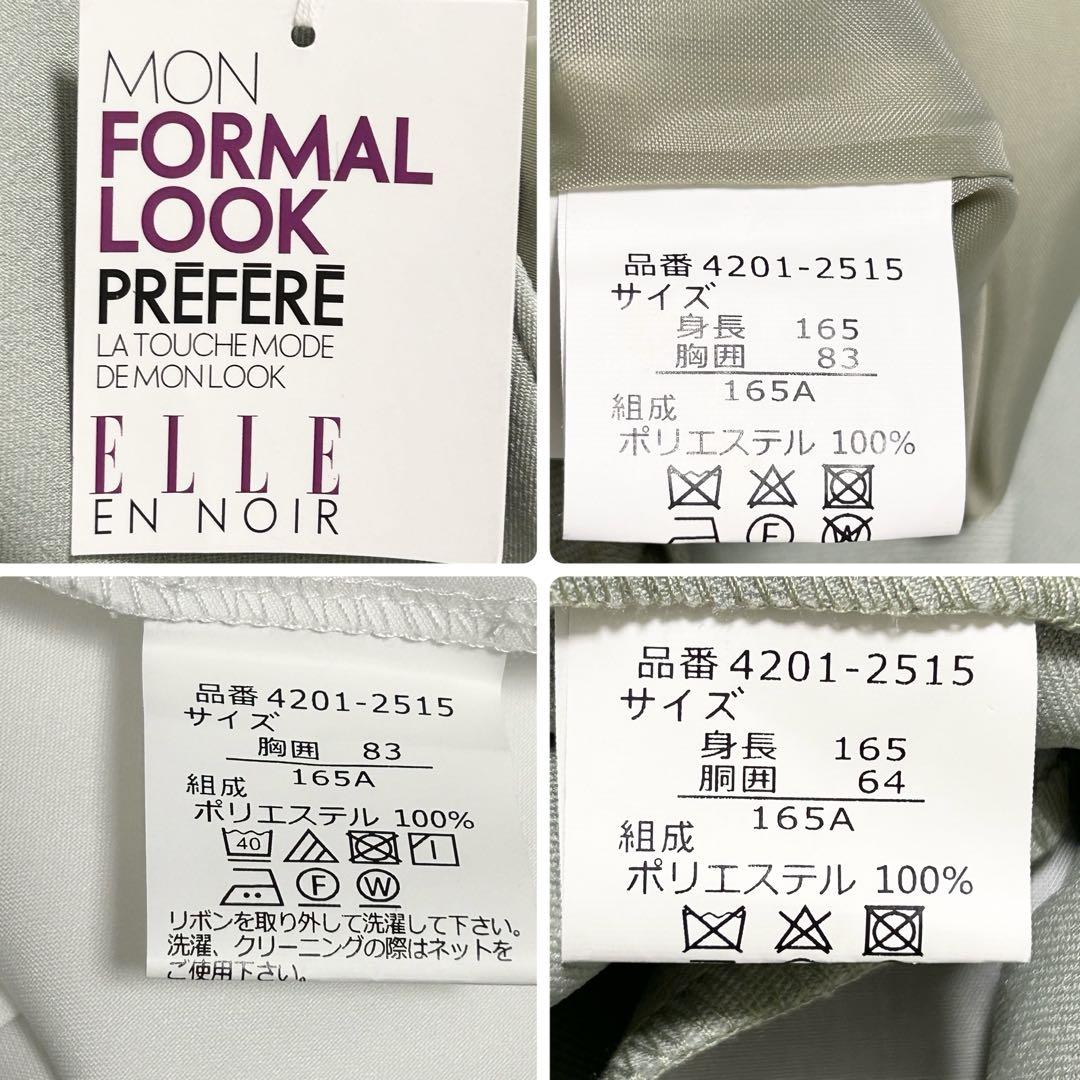 MON
FORMAL
LOOK
PRĒFĒRĒ
LA TOUCHE MODE
DE MON LOOK
ELLE
EN NOIR
品番 4201-2515
サイズ
身長 165
胸囲 83
165A
組成
ポリエステル 100%
F
W
品番 4201-2515
サイズ
胸囲 83
165A
組成
ポリエステル 100%
40
F
W
リボンを取り外して洗濯して下さい。
洗濯、クリーニングの際はネットを
ご使用下さい。
品番 4201-2515
サイズ
身長 165
胴囲 64
165A
組成
ポリエステル 100%